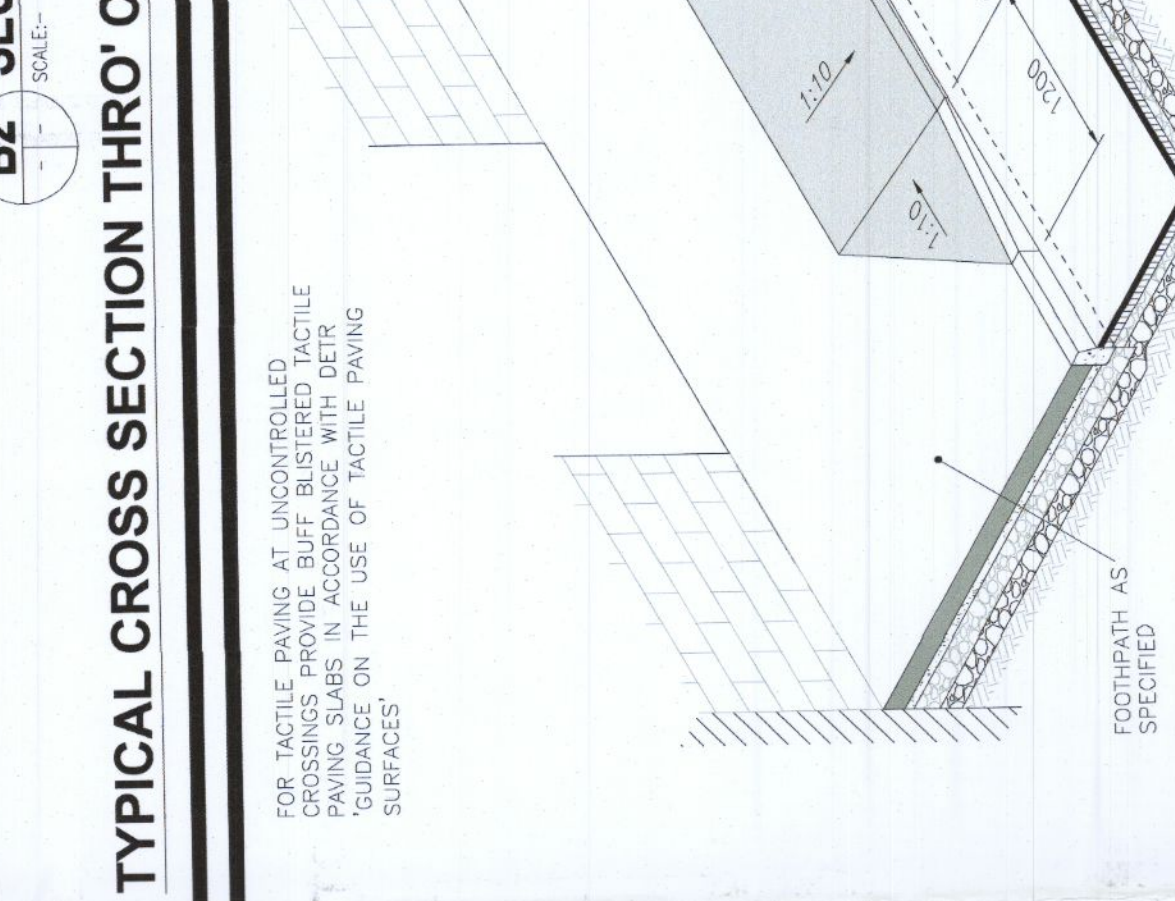 B2
SCALE:-
- -
TYPICAL CROSS SECTION THRO'
FOR TACTILE PAVING AT UNCONTROLLED
CROSSINGS PROVIDE BUFF BLISTERED TACTILE
PAVING SLABS IN ACCORDANCE WITH DETR
'GUIDANCE ON THE USE OF TACTILE PAVING
SURFACES'
1:10
1:10
1200
FOOTHPATH AS
SPECIFIED